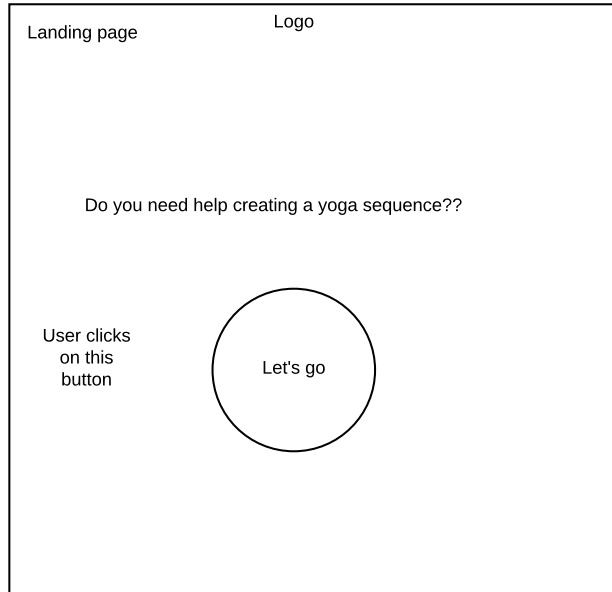 Logo
Landing page
Do you need help creating a yoga sequence??
User clicks
on this
button
Let's go